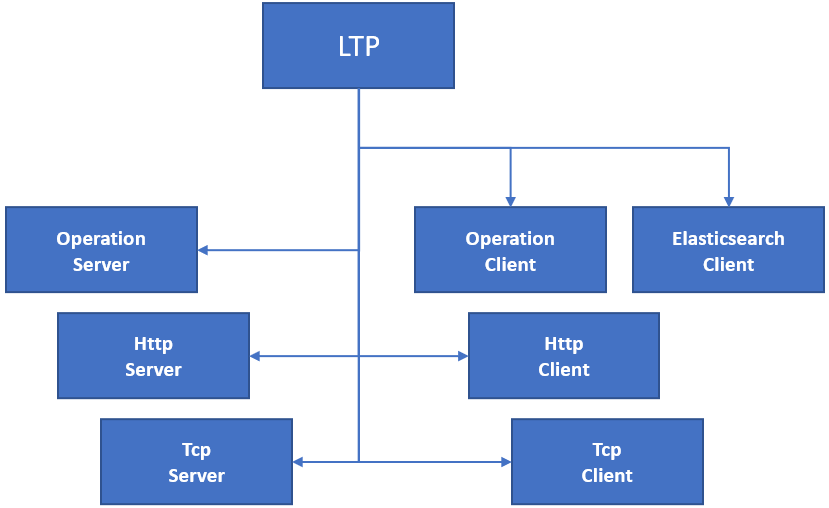 LTP
Operation
Server
Operation
Client
Elasticsearch
Client
Http
Server
Http
Client
Tcp
Server
Tcp
Client